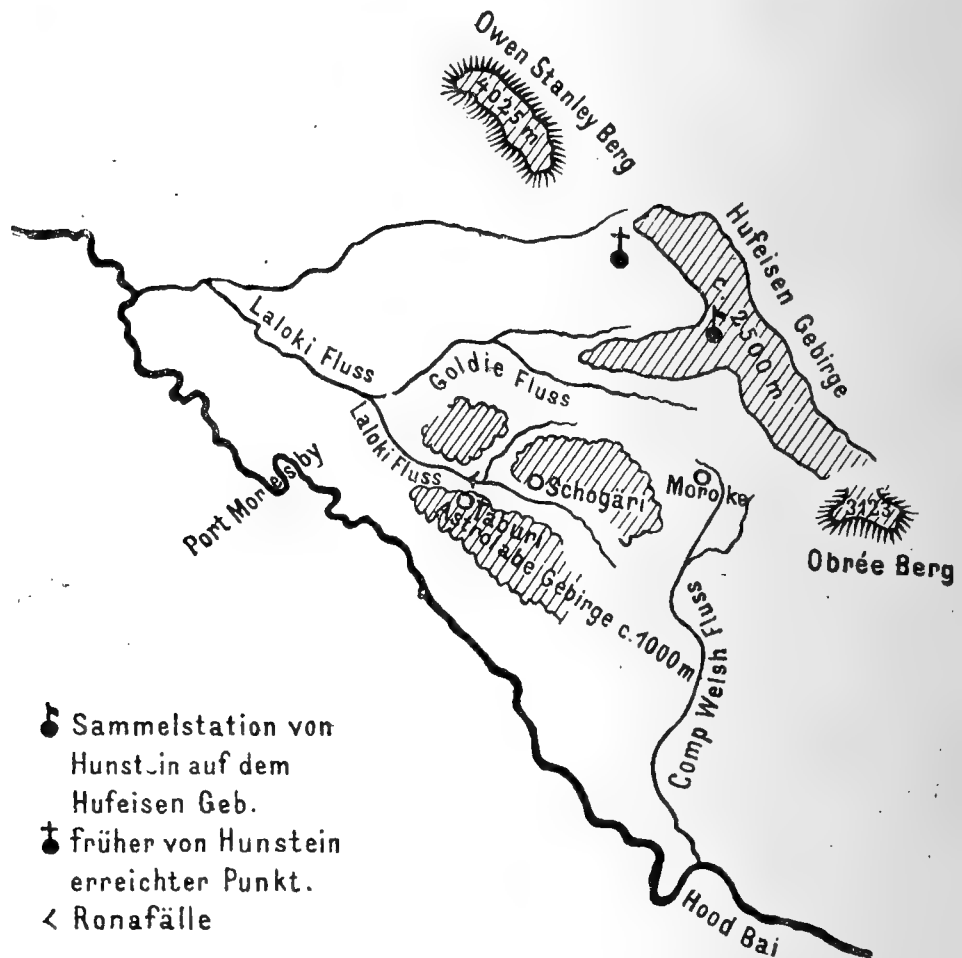 Owen Stanley Berg
4025 m
Hufeisen Gebirge
c. 2500 m
Laloki Fluss
Goldie Fluss
Laloki Fluss
Port Moresby
Schogari
Moroke
Naburi
Astrolabe Gebirge c. 1000 m
3123
Obrée Berg
Comp Welsh Fluss
Hood Bai
Sammelstation von
Hunstein auf dem
Hufeisen Geb.
früher von Hunstein
erreichter Punkt.
Ronafälle